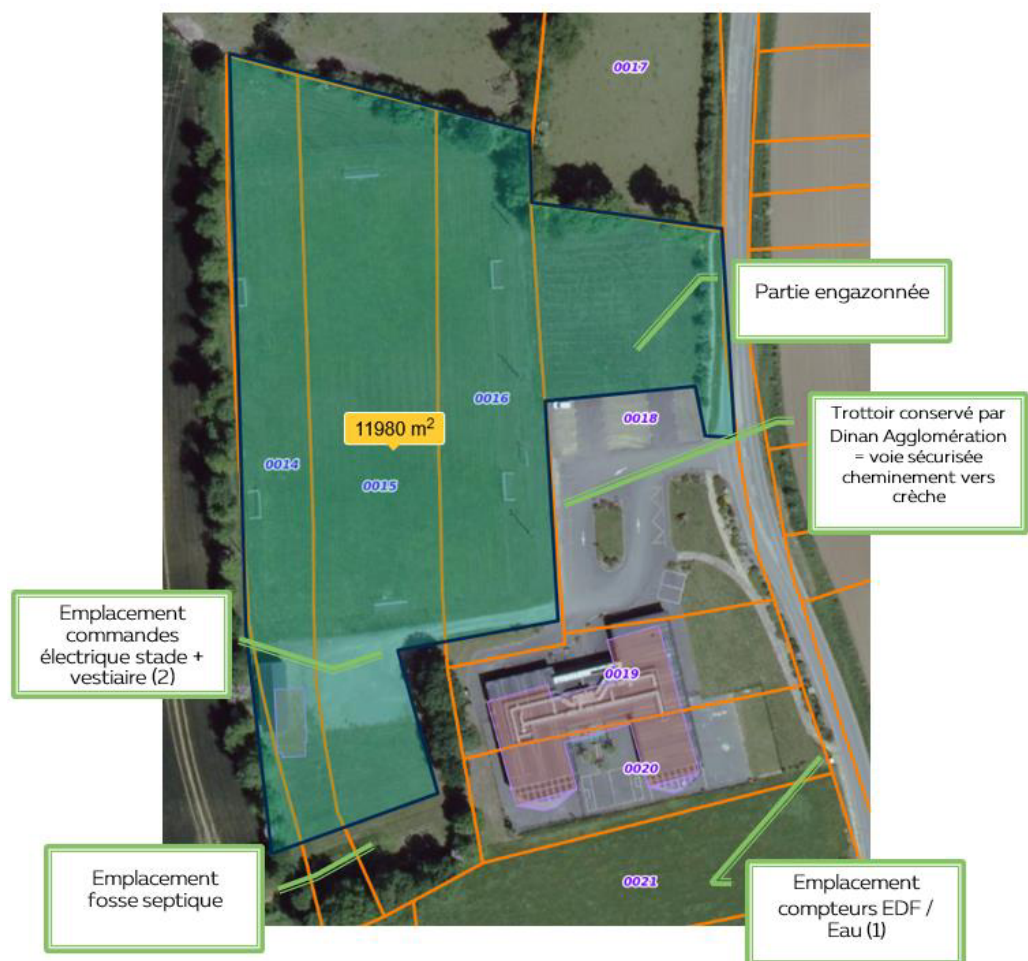 0017
Partie engazonnée
0018
0016
Trottoir conservé par
Dinan Agglomération
= voie sécurisée
cheminement vers
crèche
11980 m²
0014
0015
Emplacement
commandes
électrique stade +
vestiaire (2)
0019
0020
Emplacement
fosse septique
0021
Emplacement
compteurs EDF /
Eau (1)